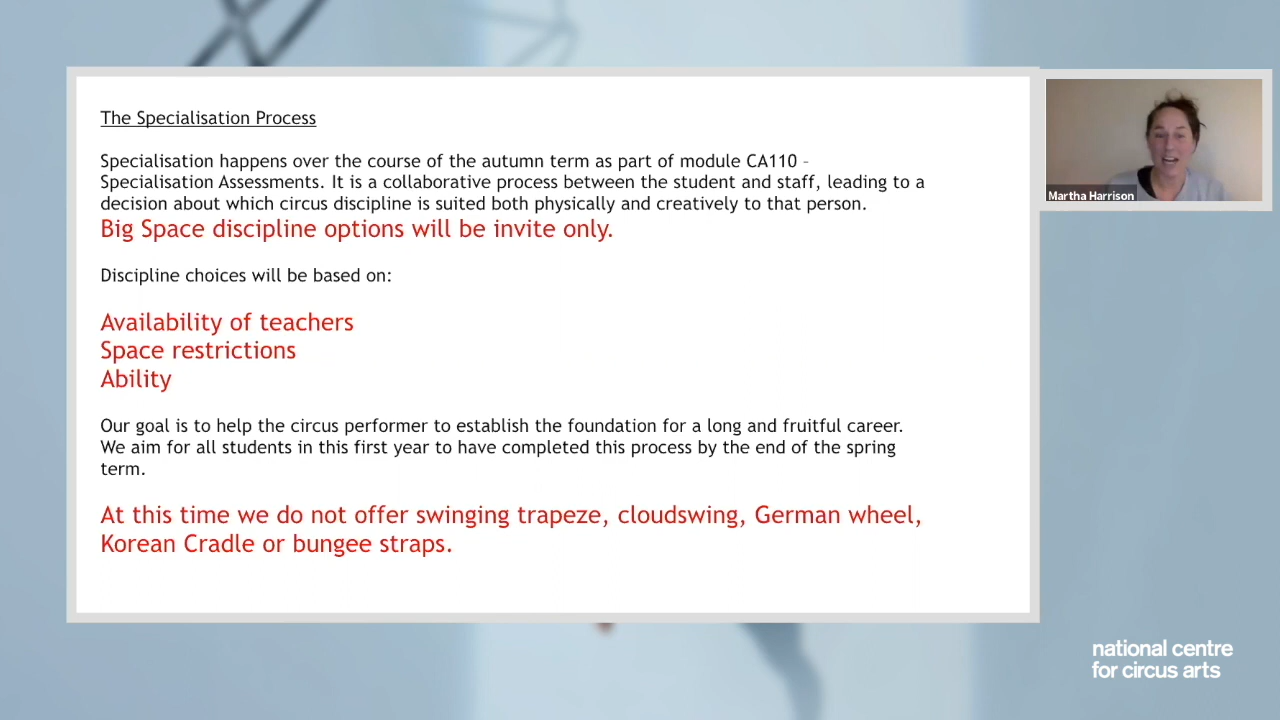 The Specialisation Process
Specialisation happens over the course of the autumn term as part of module CA110 –
Specialisation Assessments. It is a collaborative process between the student and staff, leading to a
decision about which circus discipline is suited both physically and creatively to that person.
Big Space discipline options will be invite only.
Discipline choices will be based on:
Availability of teachers
Space restrictions
Ability
Our goal is to help the circus performer to establish the foundation for a long and fruitful career.
We aim for all students in this first year to have completed this process by the end of the spring
term.
At this time we do not offer swinging trapeze, cloudswing, German wheel,
Korean Cradle or bungee straps.
Martha Harrison
national centre
for circus arts